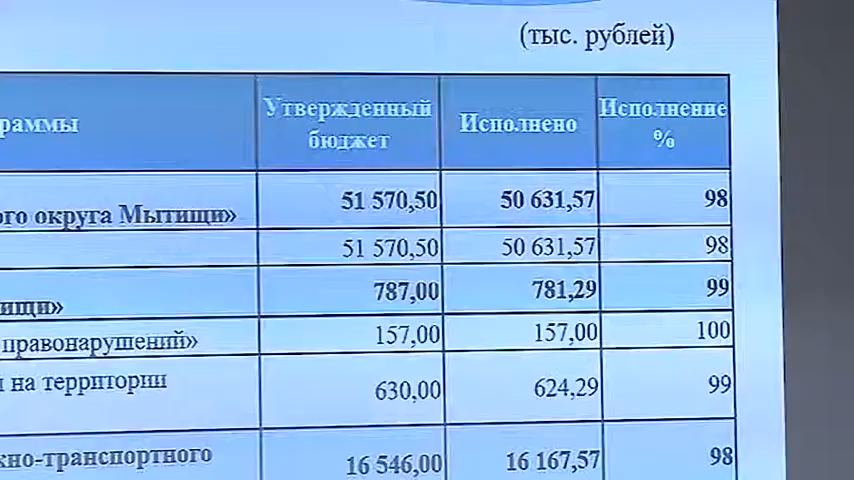 (тыс. рублей)
раммы Утвержденный бюджет Исполнено Исполнение %
ого округа Мытищи» 51 570,50 50 631,57 98
51 570,50 50 631,57 98
ищи» 787,00 781,29 99
правонарушений» 157,00 157,00 100
на территории 630,00 624,29 99
жно-транспортного 16 546,00 16 167,57 98